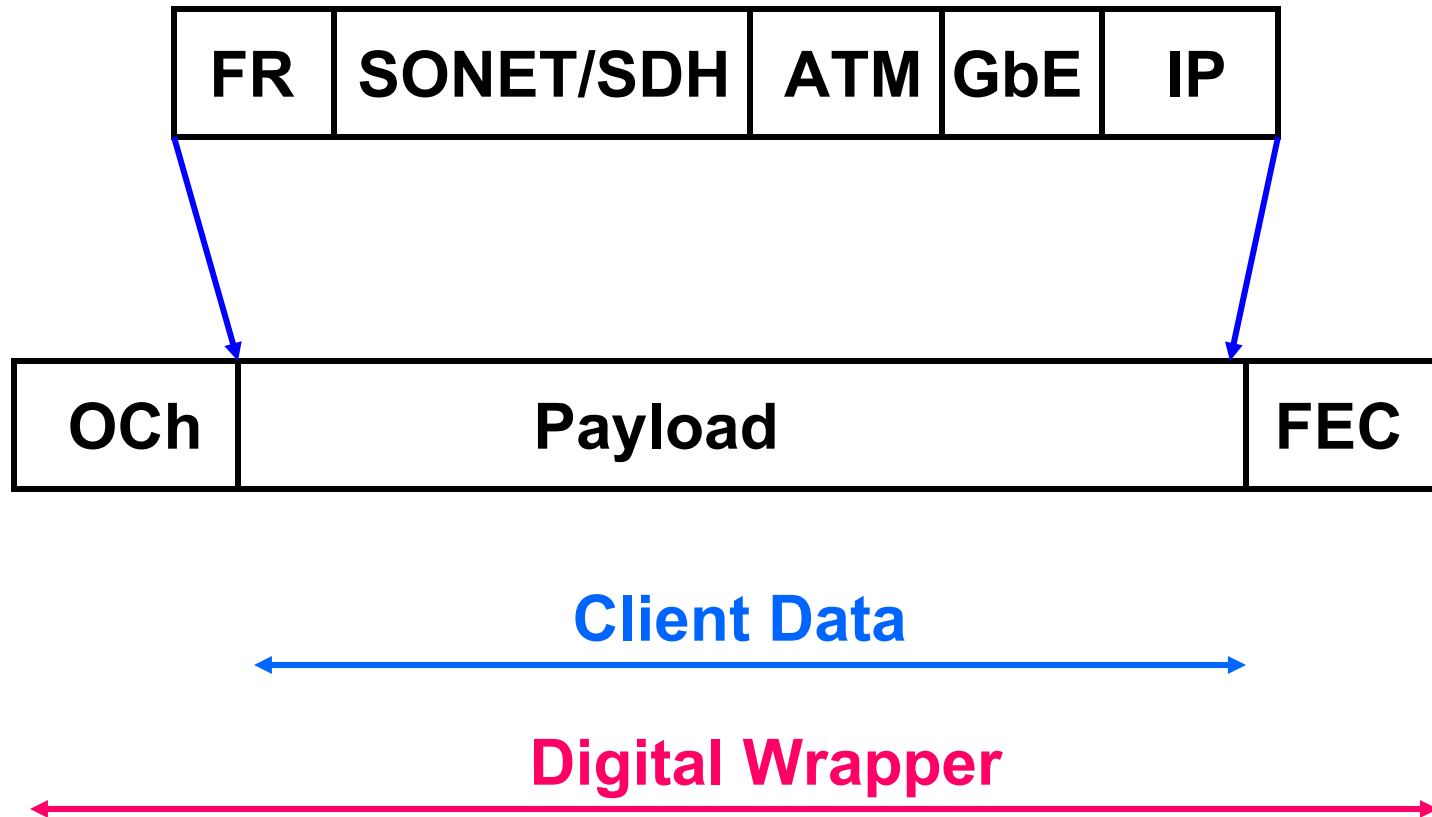 FR SONET/SDH ATM GbE IP
OCh Payload FEC
Client Data
Digital Wrapper